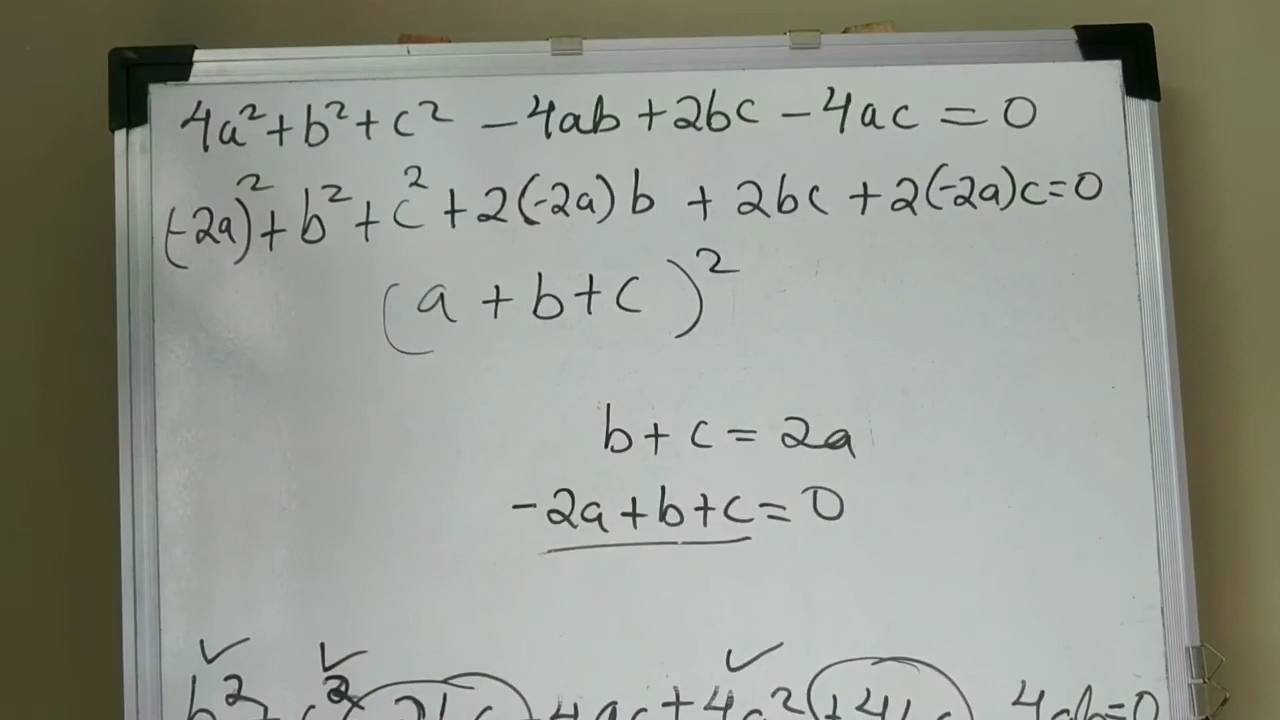 4a²+b²+c² -4ab+2bc-4ac=0
(-2a)²+b²+c²+2(-2a)b + 2bc+2(-2a)c=0
(a+b+c)²
b+c=2a
-2a+b+c=0